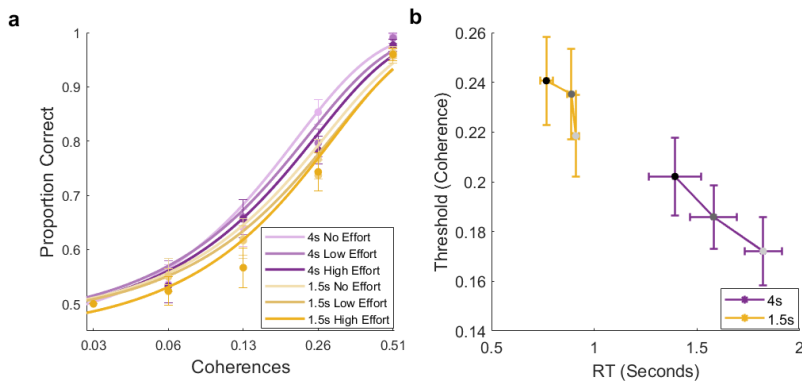 a
Proportion Correct
1
0.9
0.8
0.7
0.6
0.5
0.03 0.06 0.13 0.26 0.51
Coherences
4s No Effort
4s Low Effort
4s High Effort
1.5s No Effort
1.5s Low Effort
1.5s High Effort
b
Threshold (Coherence)
0.26
0.24
0.22
0.2
0.18
0.16
0.14
0.5 1 1.5 2
RT (Seconds)
4s
1.5s